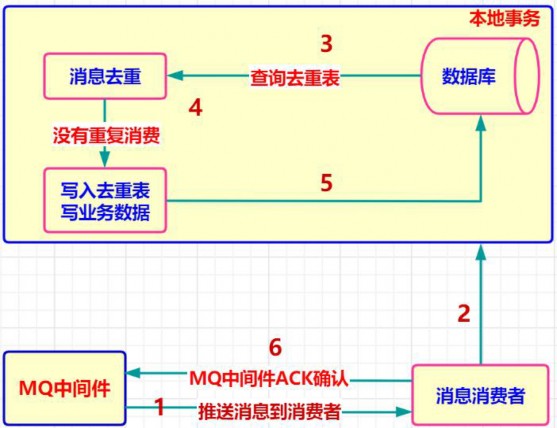 本地事务
3
消息去重
查询去重表
数据库
4
没有重复消费
写入去重表
写业务数据
5
2
6
MQ中间件
MQ中间件ACK确认
消息消费者
1
推送消息到消费者